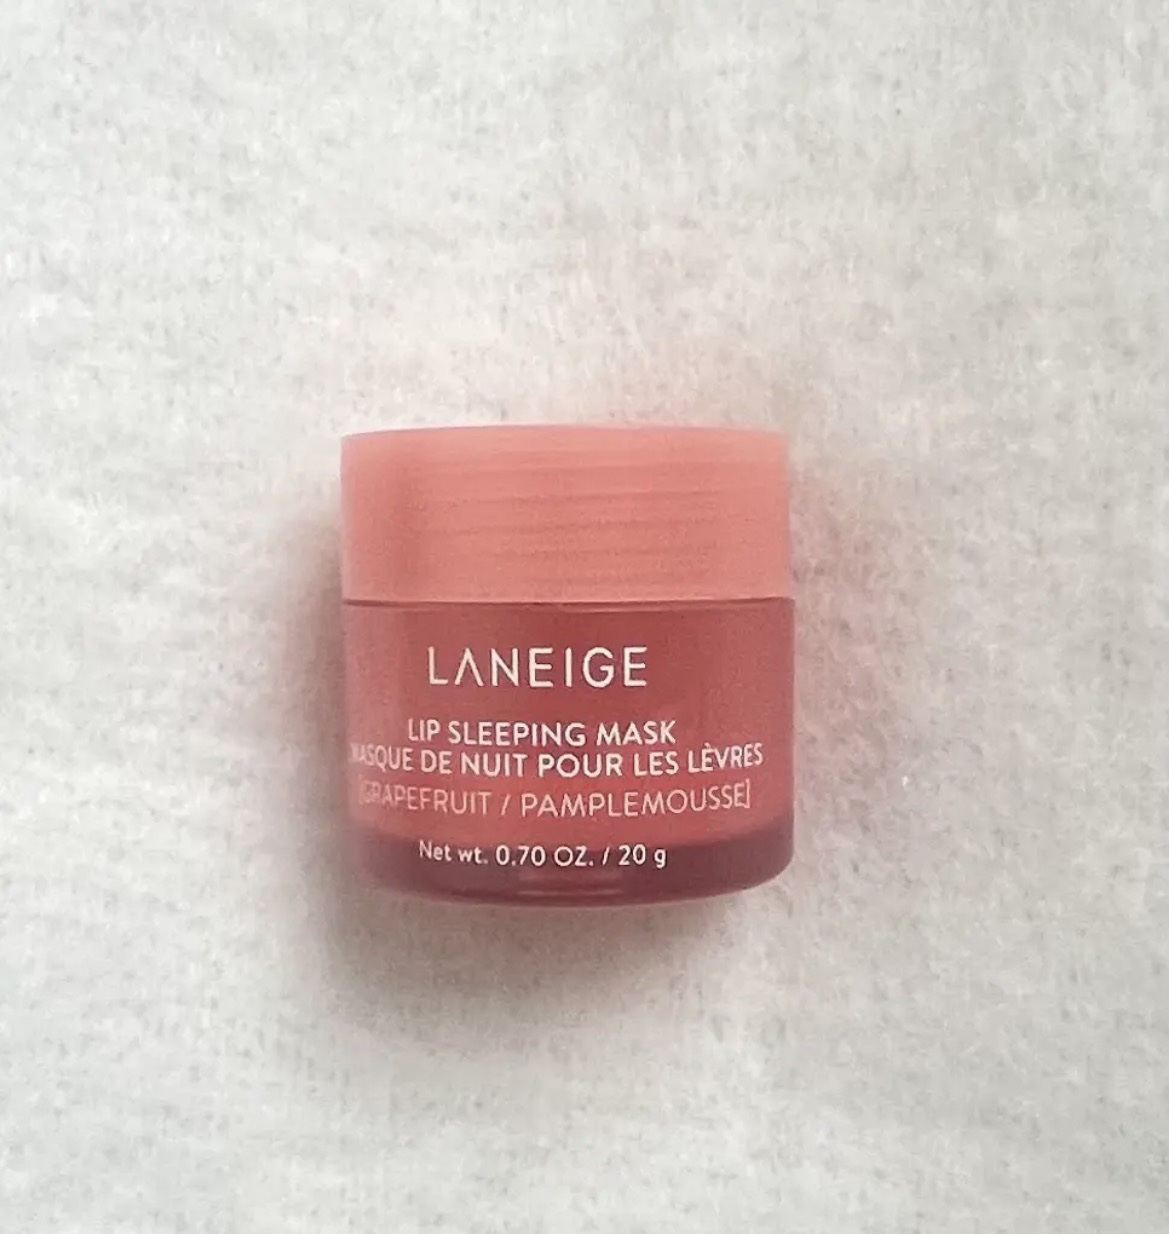 LANEIGE
LIP SLEEPING MASK
MASQUE DE NUIT POUR LES LÈVRES
[GRAPEFRUIT / PAMPLEMOUSSE]
Net wt. 0.70 OZ. / 20 g